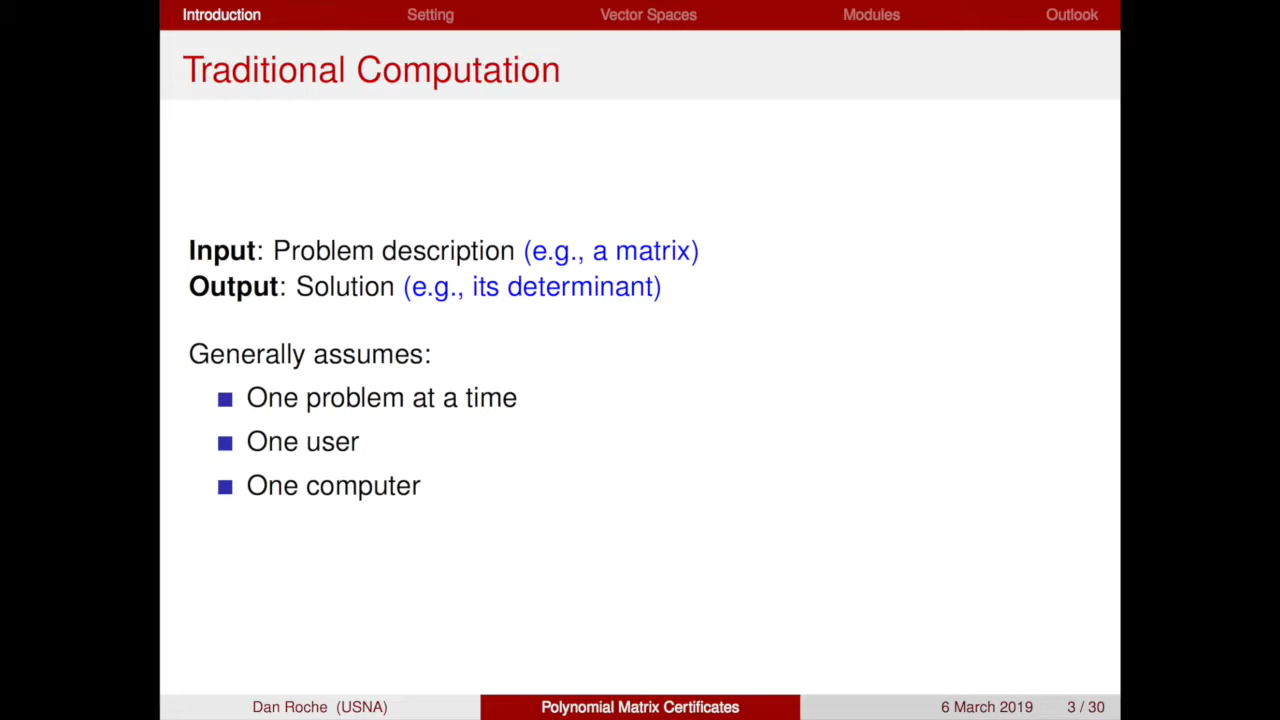 Introduction Setting Vector Spaces Modules Outlook
Traditional Computation
Input: Problem description (e.g., a matrix)
Output: Solution (e.g., its determinant)
Generally assumes:
One problem at a time
One user
One computer
Dan Roche (USNA) Polynomial Matrix Certificates 6 March 2019 3 / 30